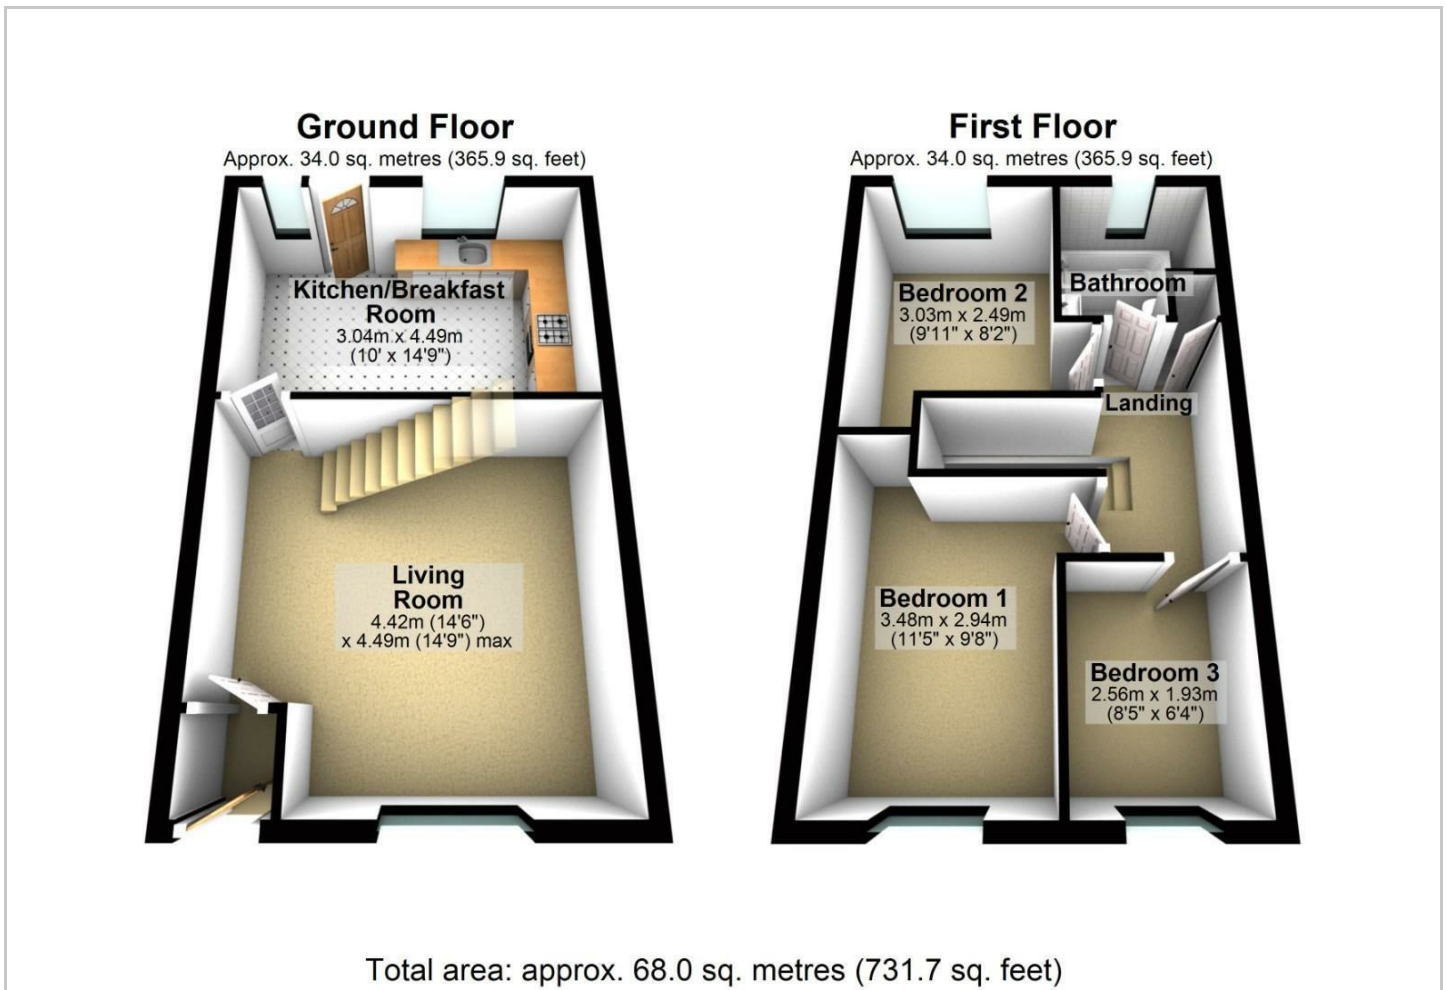 Ground Floor
Approx. 34.0 sq. metres (365.9 sq. feet)
Kitchen/Breakfast
Room
3.04m x 4.49m
(10' x 14'9")
Living
Room
4.42m (14'6")
x 4.49m (14'9") max
First Floor
Approx. 34.0 sq. metres (365.9 sq. feet)
Bedroom 2
3.03m x 2.49m
(9'11" x 8'2")
Bathroom
Landing
Bedroom 1
3.48m x 2.94m
(11'5" x 9'8")
Bedroom 3
2.56m x 1.93m
(8'5" x 6'4")
Total area: approx. 68.0 sq. metres (731.7 sq. feet)